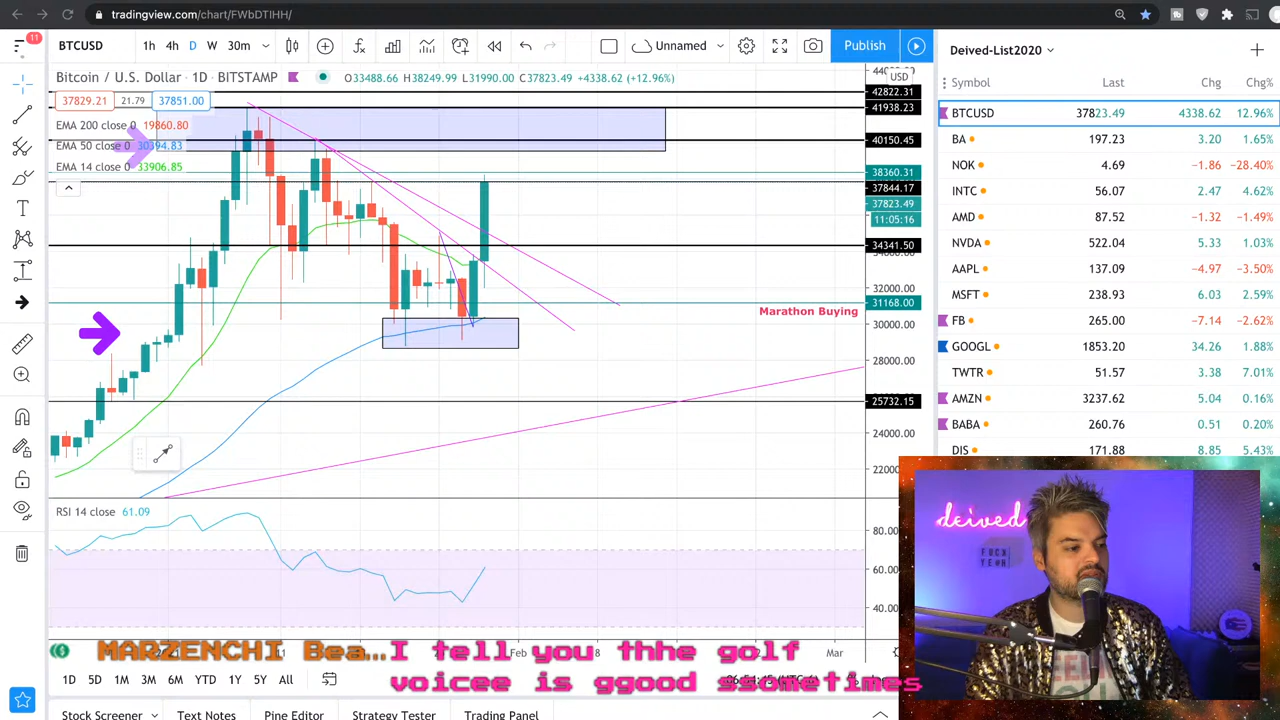 tradingview.com/chart/FWbDTIHH/
11
BTCUSD 1h 4h D W 30m Unnamed Publish
Deived-List2020
Bitcoin / U.S. Dollar 1D BITSTAMP O33488.66 H38249.99 L31990.00 C37823.49 +4338.62 (+12.96%)
37829.21 21.79 37851.00
EMA 200 close 0 19860.80
EMA 50 close 0 30394.83
EMA 14 close 0 33906.85
USD
42822.31
41938.23
40150.45
38360.31
37844.17
37823.49
11:05:16
34341.50
32000.00
31168.00
Marathon Buying
30000.00
28000.00
25732.15
24000.00
22000.00
RSI 14 close 61.09
80.00
60.00
40.00
11 Feb 8 Mar
Symbol Last Chg Chg%
BTCUSD 37823.49 4338.62 12.96%
BA 197.23 3.20 1.65%
NOK 4.69 −1.86 −28.40%
INTC 56.07 2.47 4.62%
AMD 87.52 −1.32 −1.49%
NVDA 522.04 5.33 1.03%
AAPL 137.09 −4.97 −3.50%
MSFT 238.93 6.03 2.59%
FB 265.00 −7.14 −2.62%
GOOGL 1853.20 34.26 1.88%
TWTR 51.57 3.38 7.01%
AMZN 3237.62 5.04 0.16%
BABA 260.76 0.51 0.20%
DIS 171.88 8.85 5.43%
deived
FUCK
YEAH
MARZENCHI Bea...I tell you thhe golf
voicee is ggood ssometimes
1D 5D 1M 3M 6M YTD 1Y 5Y All
Stock Screener Text Notes Pine Editor Strategy Tester Trading Panel